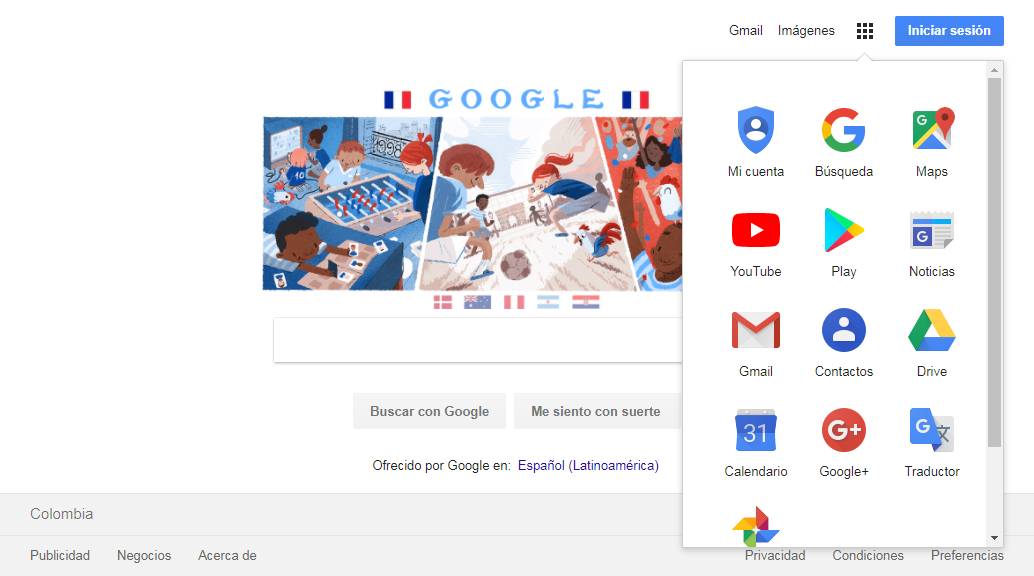 Gmail Imágenes Iniciar sesión
GOOGLE
1998
10
Mi cuenta Búsqueda Maps
YouTube Play Noticias
Gmail Contactos Drive
31
Calendario Google+ Traductor
Buscar con Google Me siento con suerte
Ofrecido por Google en: Español (Latinoamérica)
Colombia
Publicidad Negocios Acerca de Privacidad Condiciones Preferencias